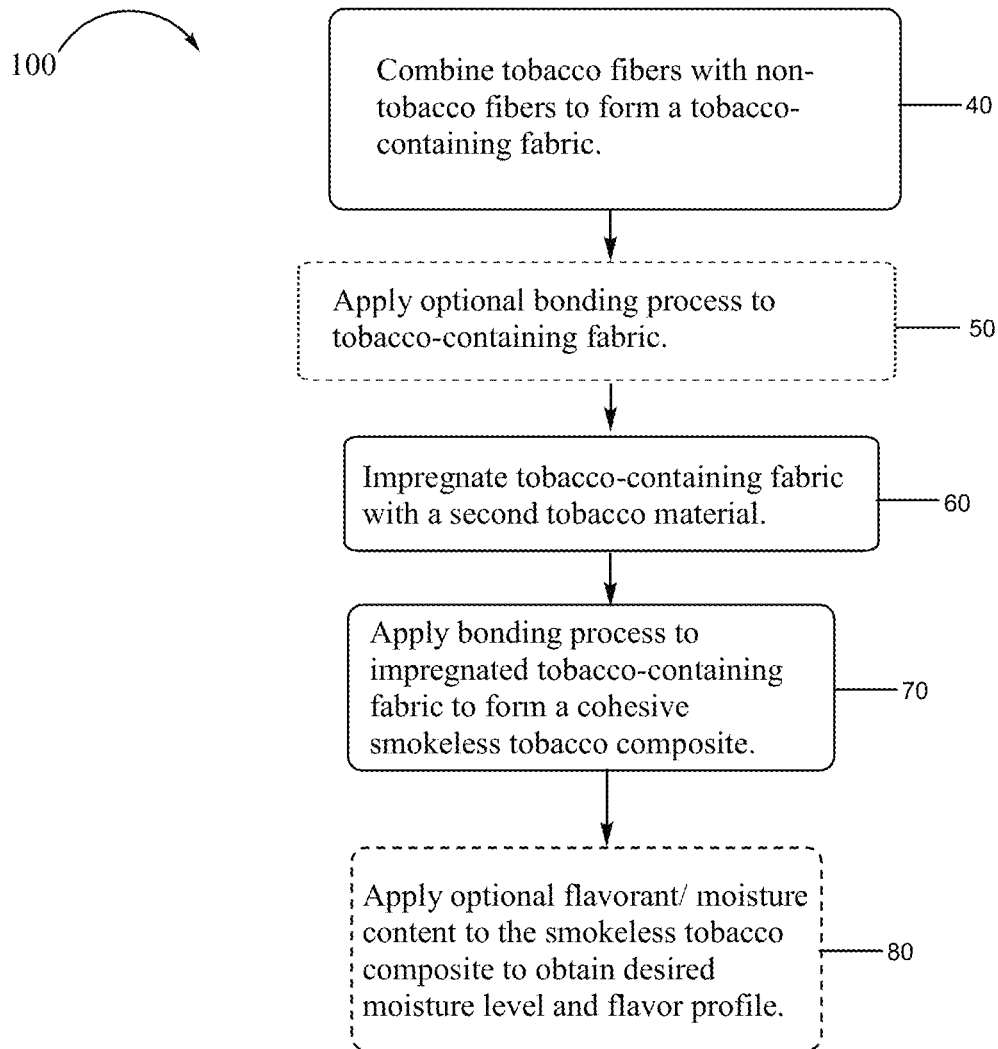 100
Combine tobacco fibers with non-
tobacco fibers to form a tobacco-
containing fabric.
40
Apply optional bonding process to
tobacco-containing fabric.
50
Impregnate tobacco-containing fabric
with a second tobacco material.
60
Apply bonding process to
impregnated tobacco-containing
fabric to form a cohesive
smokeless tobacco composite.
70
Apply optional flavorant/ moisture
content to the smokeless tobacco
composite to obtain desired
moisture level and flavor profile.
80